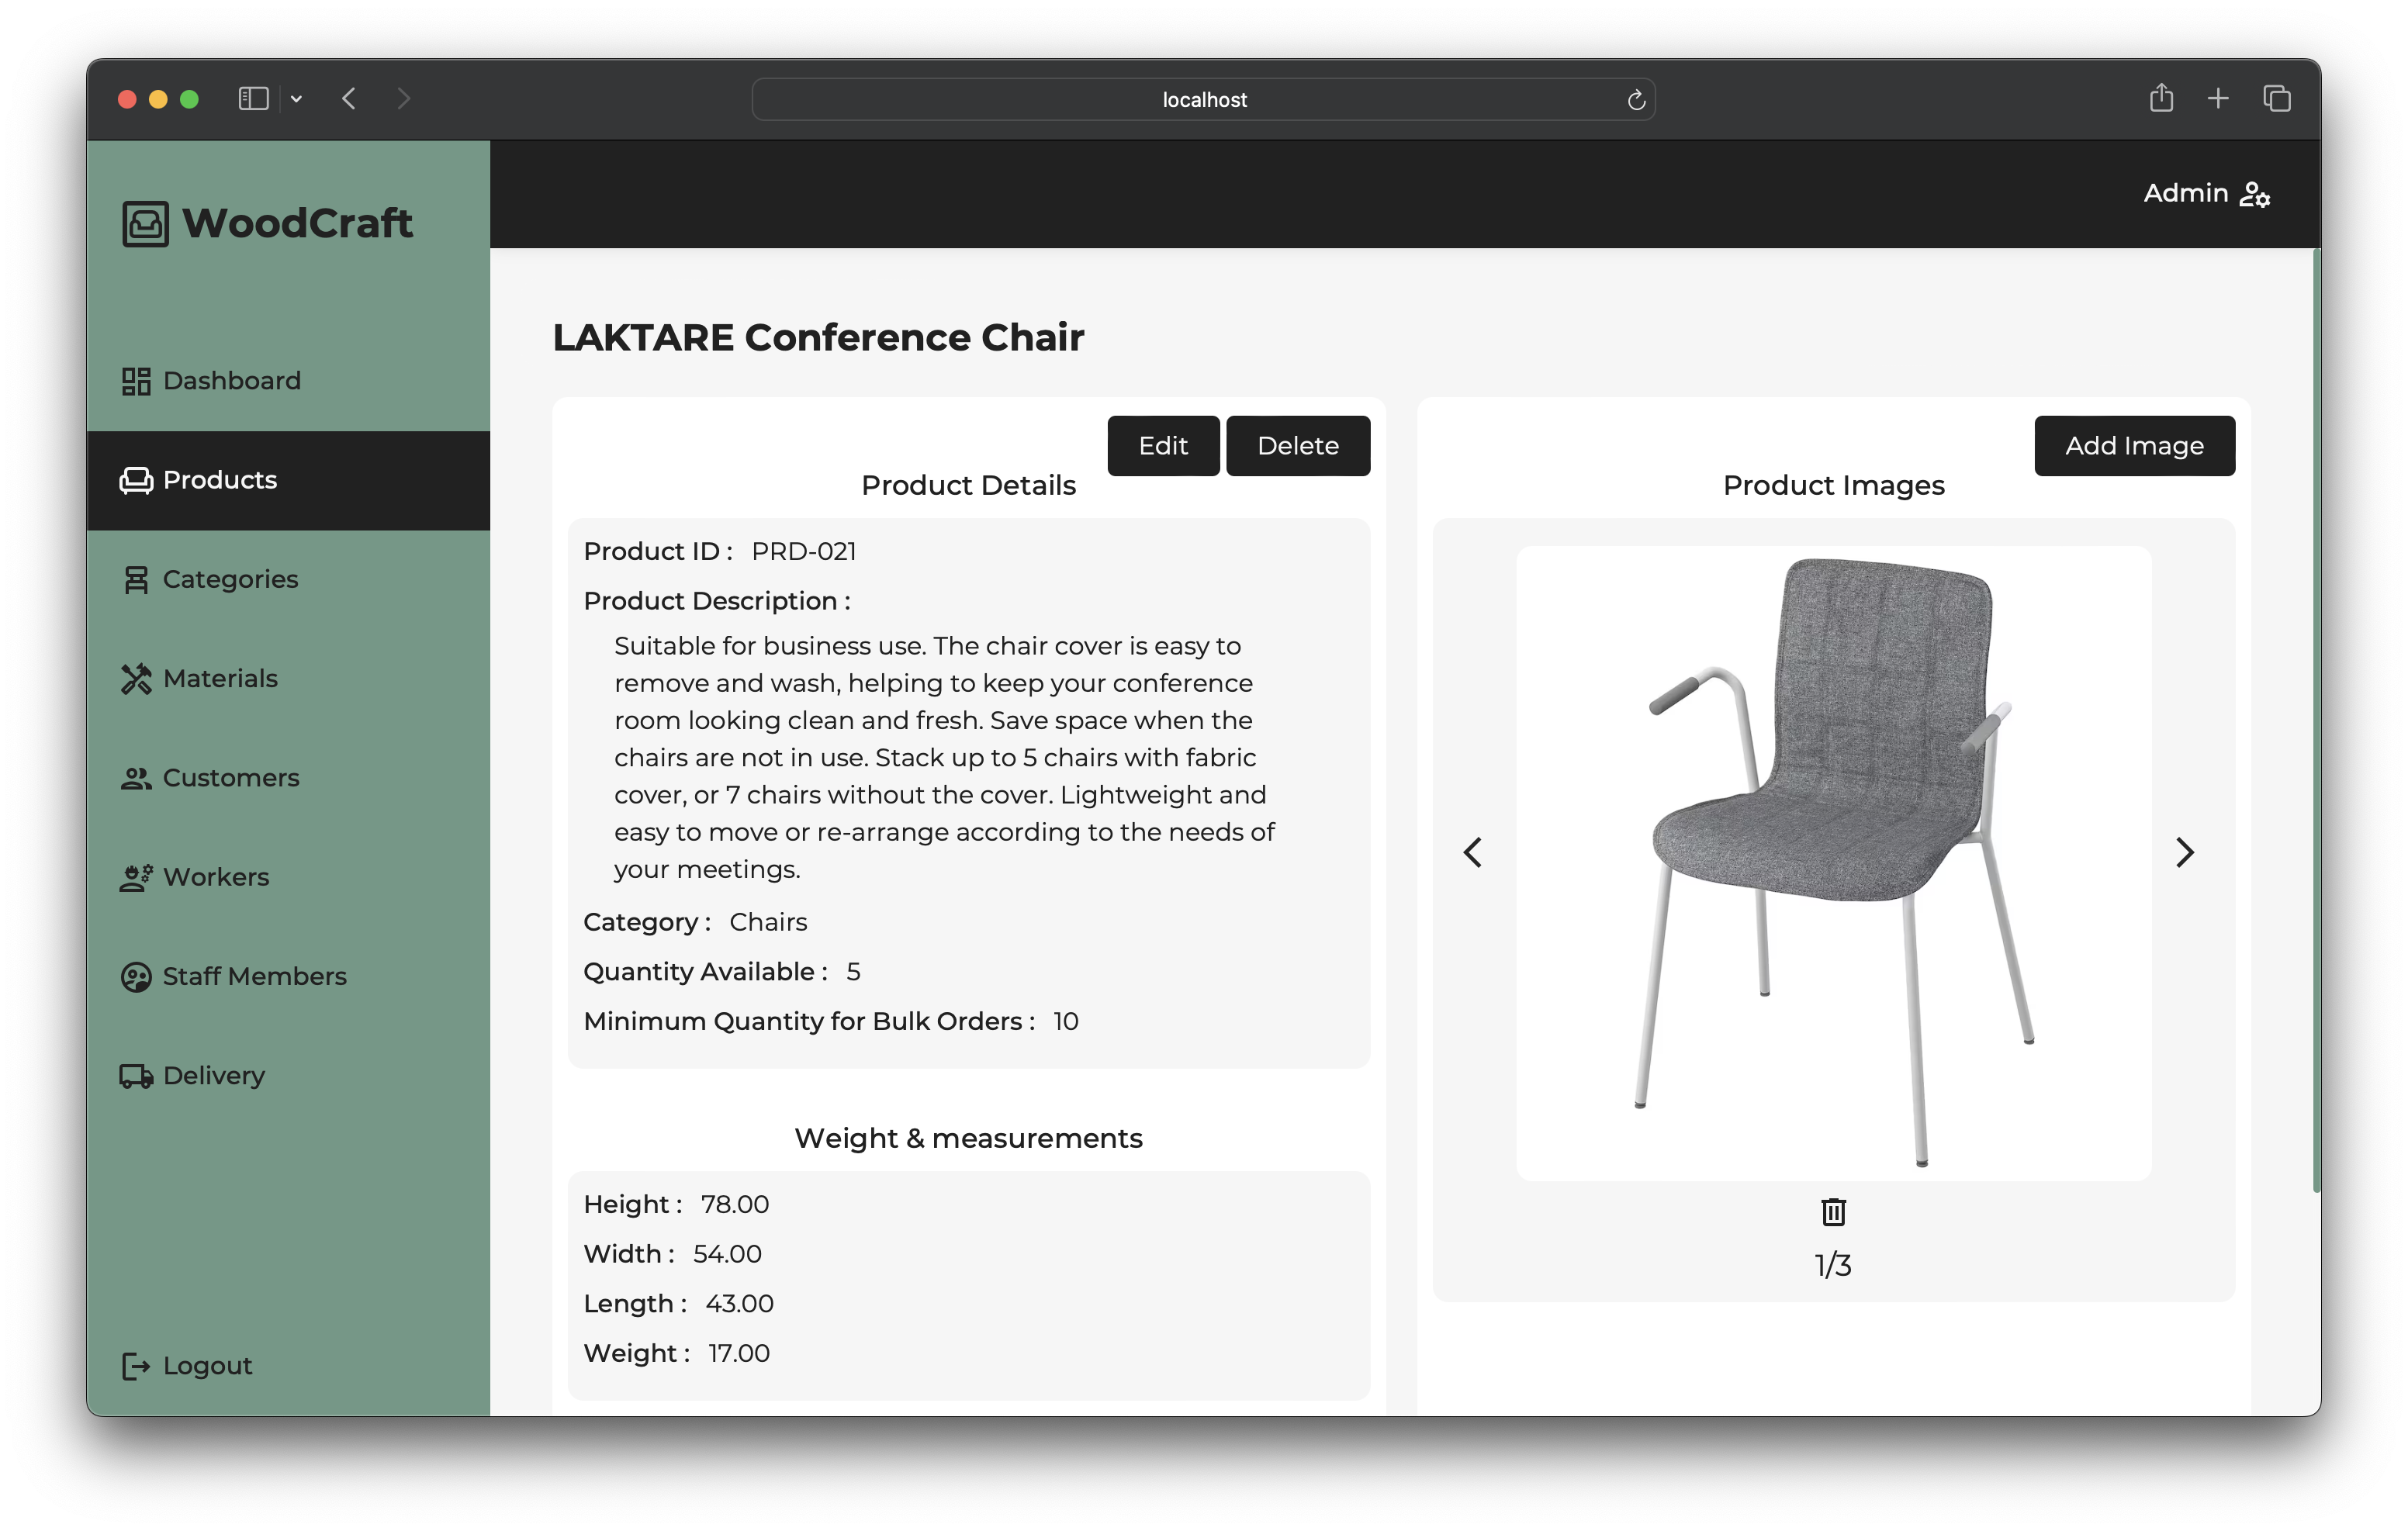 localhost
WoodCraft
Admin
Dashboard
Products
Categories
Materials
Customers
Workers
Staff Members
Delivery
Logout
LAKTARE Conference Chair
Edit
Delete
Product Details
Product ID : PRD-021
Product Description :
Suitable for business use. The chair cover is easy to
remove and wash, helping to keep your conference
room looking clean and fresh. Save space when the
chairs are not in use. Stack up to 5 chairs with fabric
cover, or 7 chairs without the cover. Lightweight and
easy to move or re-arrange according to the needs of
your meetings.
Category : Chairs
Quantity Available : 5
Minimum Quantity for Bulk Orders : 10
Weight & measurements
Height : 78.00
Width : 54.00
Length : 43.00
Weight : 17.00
Add Image
Product Images
1/3